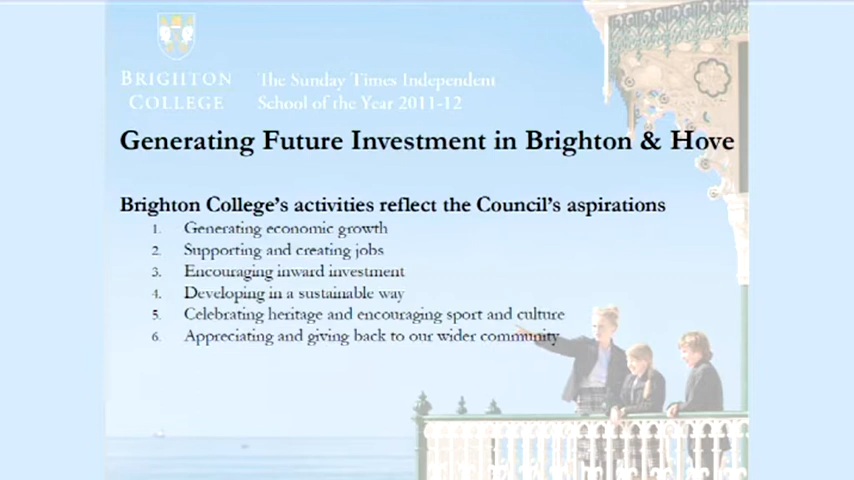 BRIGHTON COLLEGE
The Sunday Times Independent
School of the Year 2011-12
Generating Future Investment in Brighton & Hove
Brighton College's activities reflect the Council's aspirations
1. Generating economic growth
2. Supporting and creating jobs
3. Encouraging inward investment
4. Developing in a sustainable way
5. Celebrating heritage and encouraging sport and culture
6. Appreciating and giving back to our wider community